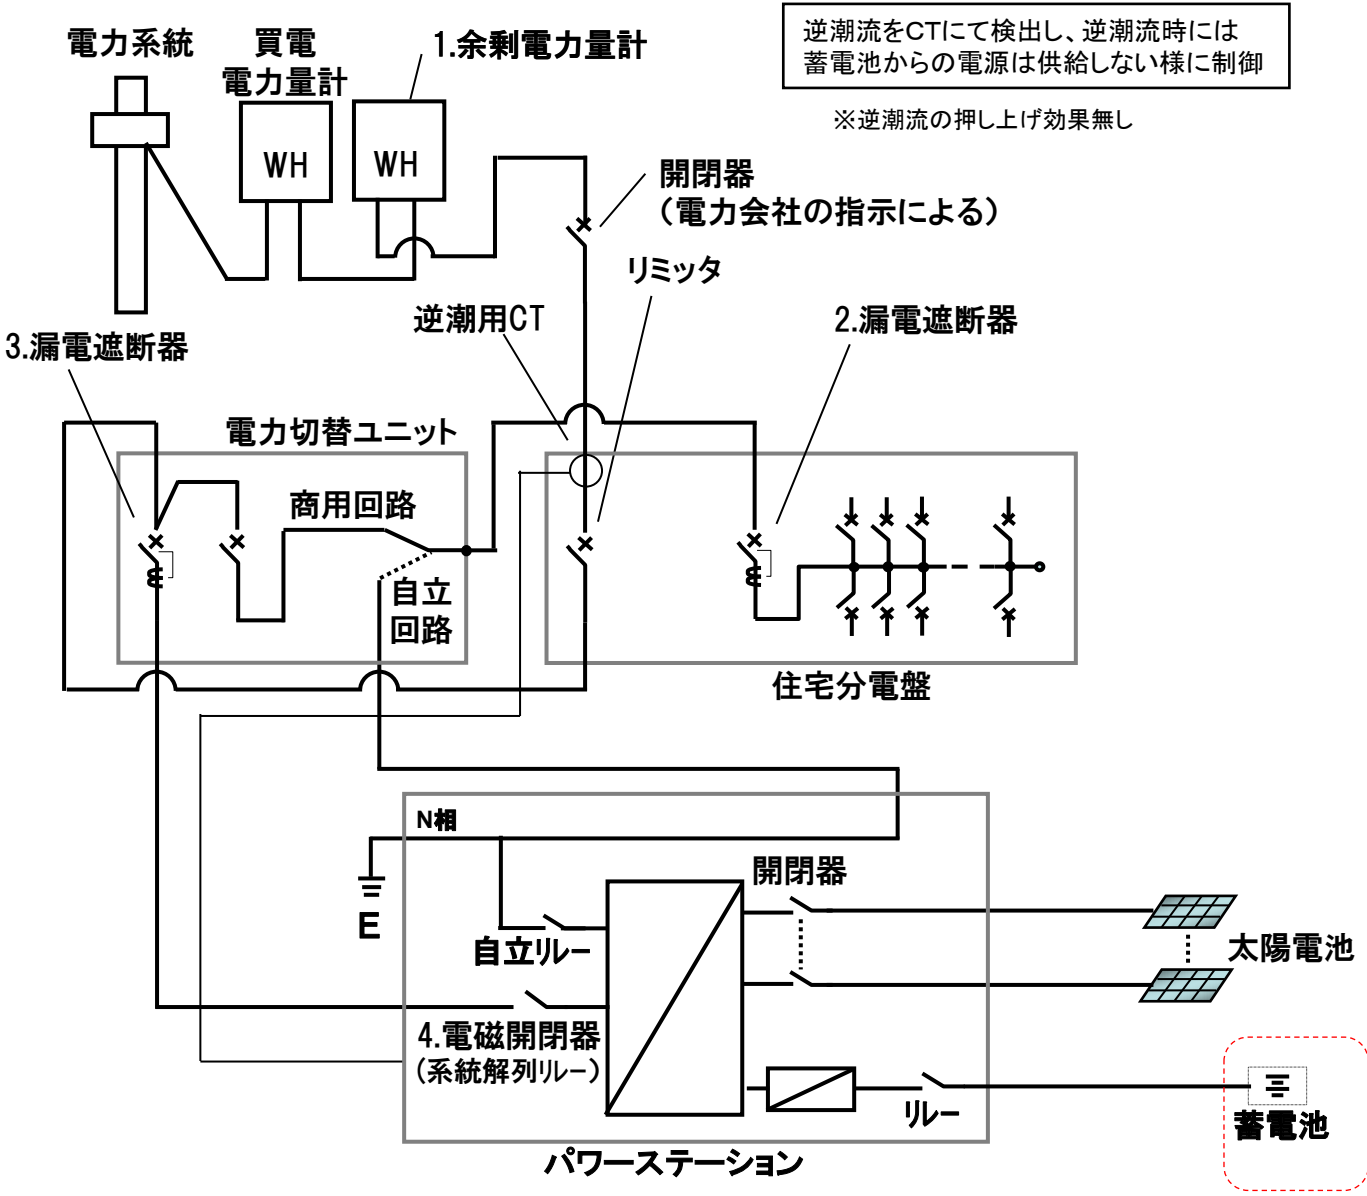 逆潮流をCTにて検出し、逆潮流時には
蓄電池からの電源は供給しない様に制御
※逆潮流の押し上げ効果無し
電力系統
買電
電力量計
1.余剰電力量計
WH
WH
開閉器
（電力会社の指示による）
リミッタ
逆潮用CT
2.漏電遮断器
3.漏電遮断器
電力切替ユニット
商用回路
自立
回路
住宅分電盤
N相
E
開閉器
自立リレー
太陽電池
4.電磁開閉器
（系統解列リレー）
リレー
蓄電池
パワーステーション